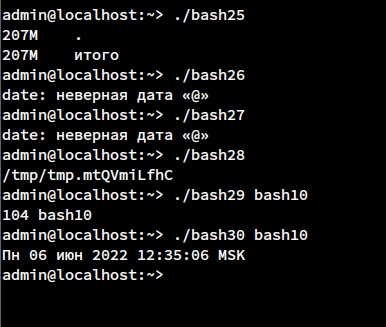 admin@localhost:~> ./bash25
207M    .
207M    итого
admin@localhost:~> ./bash26
date: неверная дата «@»
admin@localhost:~> ./bash27
date: неверная дата «@»
admin@localhost:~> ./bash28
/tmp/tmp.mtQVmiLfhC
admin@localhost:~> ./bash29 bash10
104 bash10
admin@localhost:~> ./bash30 bash10
Пн 06 июн 2022 12:35:06 MSK
admin@localhost:~>